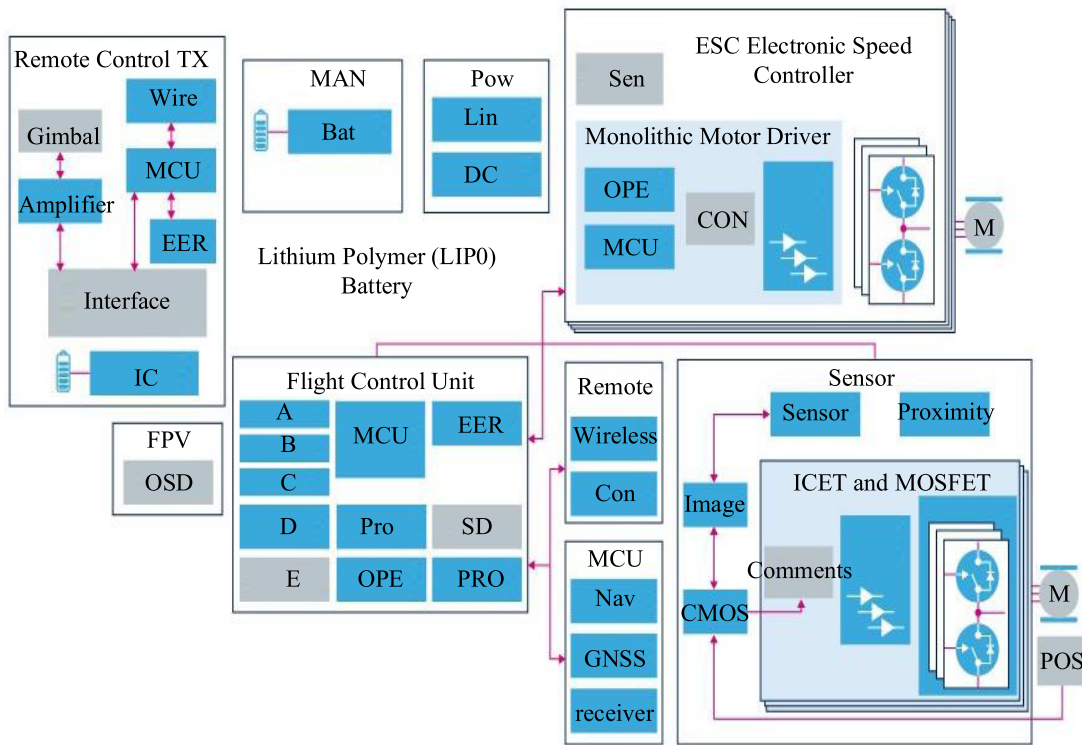 Remote Control TX
Wire
Gimbal
MCU
Amplifier
EER
Interface
IC
MAN
Bat
Pow
Lin
DC
Lithium Polymer (LIP0)
Battery
ESC Electronic Speed
Controller
Sen
Monolithic Motor Driver
OPE
CON
MCU
M
FPV
OSD
Flight Control Unit
A
B
C
MCU
EER
D
Pro
SD
E
OPE
PRO
Remote
Wireless
Con
MCU
Nav
GNSS
receiver
Sensor
Sensor
Proximity
Image
ICET and MOSFET
Comments
CMOS
M
POS